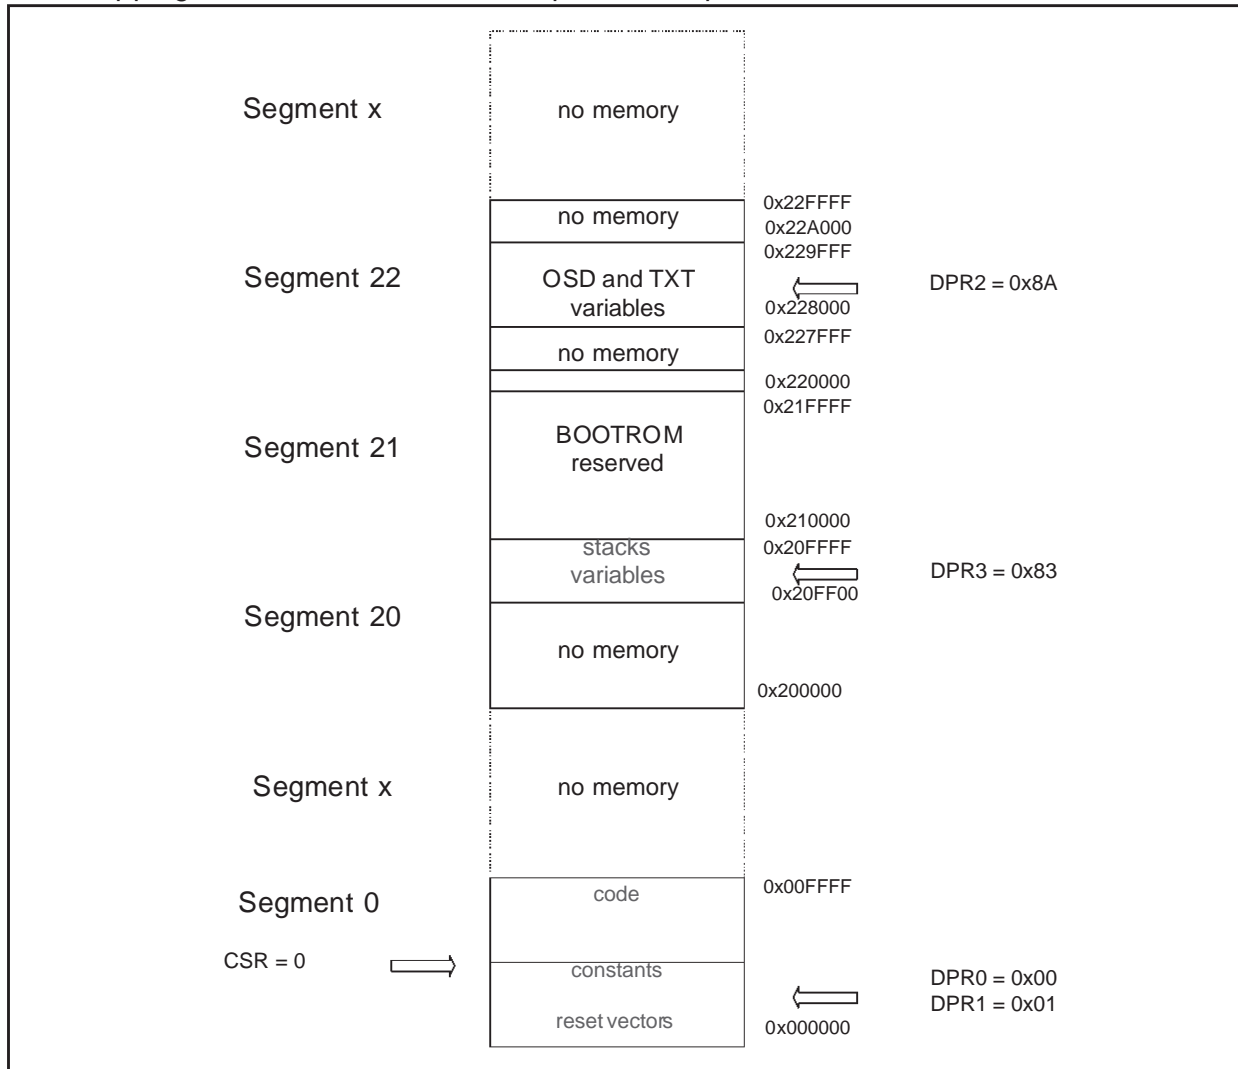 Segment x
no memory
0x22FFFF
no memory
0x22A000
0x229FFF
Segment 22
OSD and TXT
variables
DPR2 = 0x8A
0x228000
0x227FFF
no memory
0x220000
0x21FFFF
Segment 21
BOOTROM
reserved
0x210000
stacks
variables
0x20FFFF
DPR3 = 0x83
0x20FF00
Segment 20
no memory
0x200000
Segment x
no memory
0x00FFFF
code
Segment 0
CSR = 0
constants
DPR0 = 0x00
DPR1 = 0x01
reset vectors
0x000000